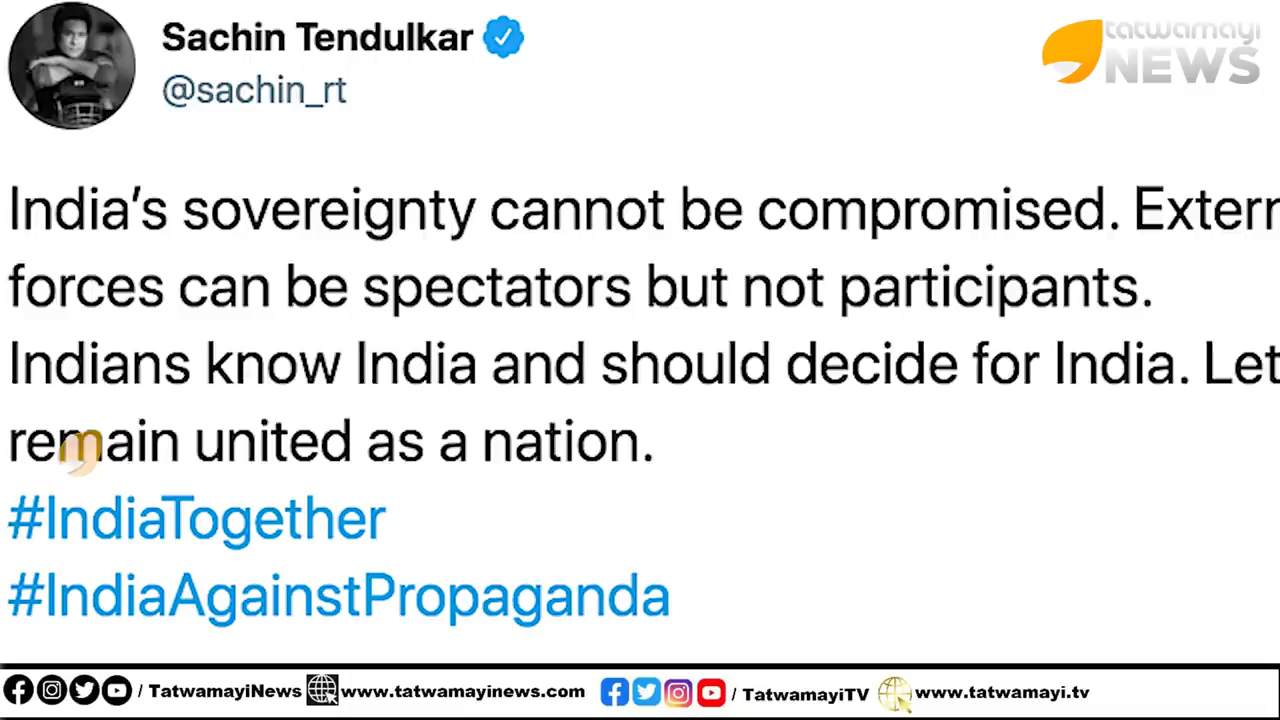 Sachin Tendulkar
@sachin_rt
tatwamayi
NEWS
India’s sovereignty cannot be compromised. Extern
forces can be spectators but not participants.
Indians know India and should decide for India. Let
remain united as a nation.
#IndiaTogether
#IndiaAgainstPropaganda
/ TatwamayiNews www.tatwamayinews.com / TatwamayiTV www.tatwamayi.tv